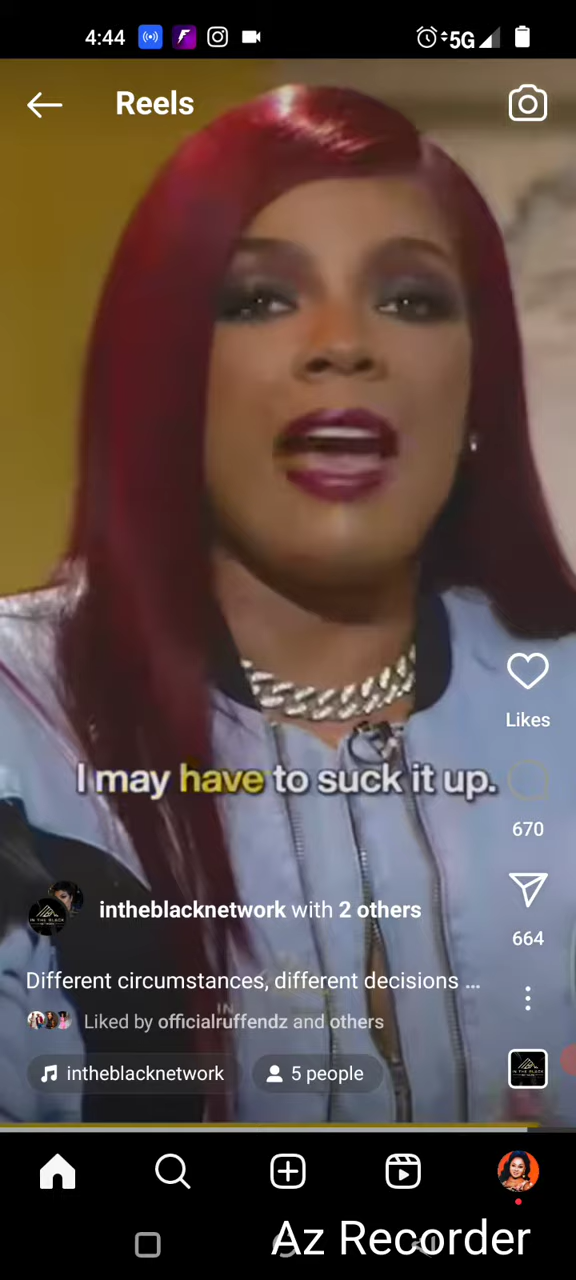 4:44 5G
Reels
Likes
I may have to suck it up.
670
intheblacknetwork with 2 others
664
Different circumstances, different decisions ...
Liked by officialruffendz and others
intheblacknetwork 5 people
Az Recorder